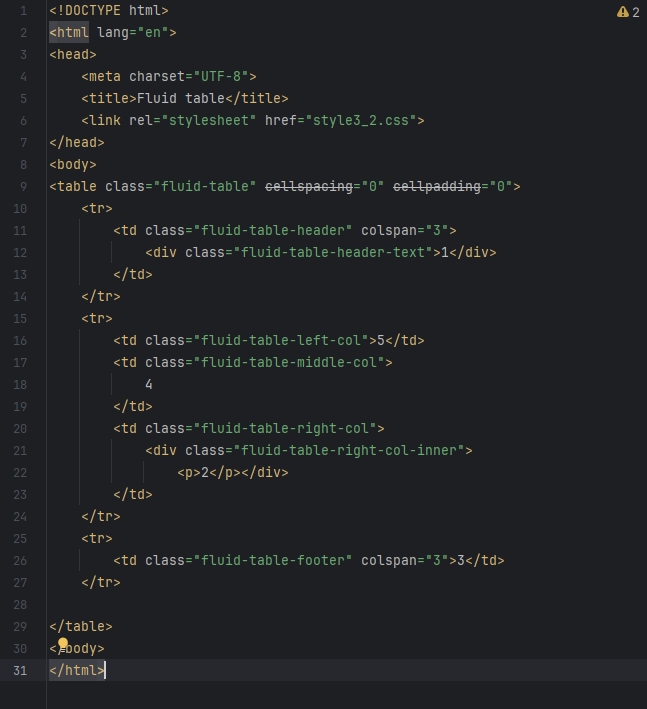 ⚠ 2
1 <!DOCTYPE html>
2 <html lang="en">
3 <head>
4     <meta charset="UTF-8">
5     <title>Fluid table</title>
6     <link rel="stylesheet" href="style3_2.css">
7 </head>
8 <body>
9 <table class="fluid-table" cellspacing="0" cellpadding="0">
10     <tr>
11         <td class="fluid-table-header" colspan="3">
12             <div class="fluid-table-header-text">1</div>
13         </td>
14     </tr>
15     <tr>
16         <td class="fluid-table-left-col">5</td>
17         <td class="fluid-table-middle-col">
18             4
19         </td>
20         <td class="fluid-table-right-col">
21             <div class="fluid-table-right-col-inner">
22                 <p>2</p></div>
23         </td>
24     </tr>
25     <tr>
26         <td class="fluid-table-footer" colspan="3">3</td>
27     </tr>
28
29 </table>
30 </body>
31 </html>